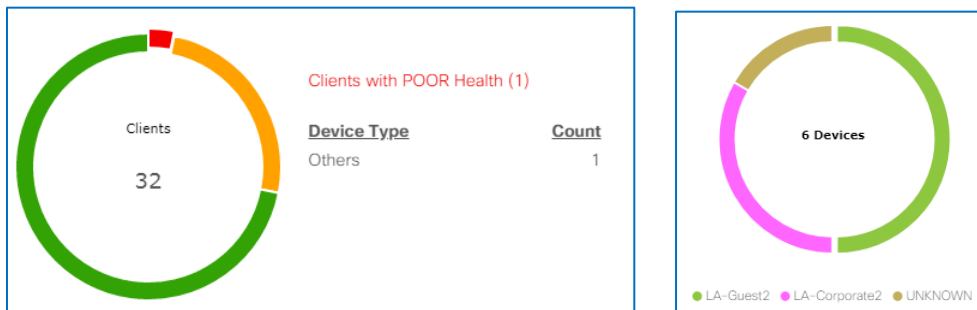 Clients
32
Clients with POOR Health (1)
Device Type Count
Others 1
6 Devices
LA-Guest2 LA-Corporate2 UNKNOWN